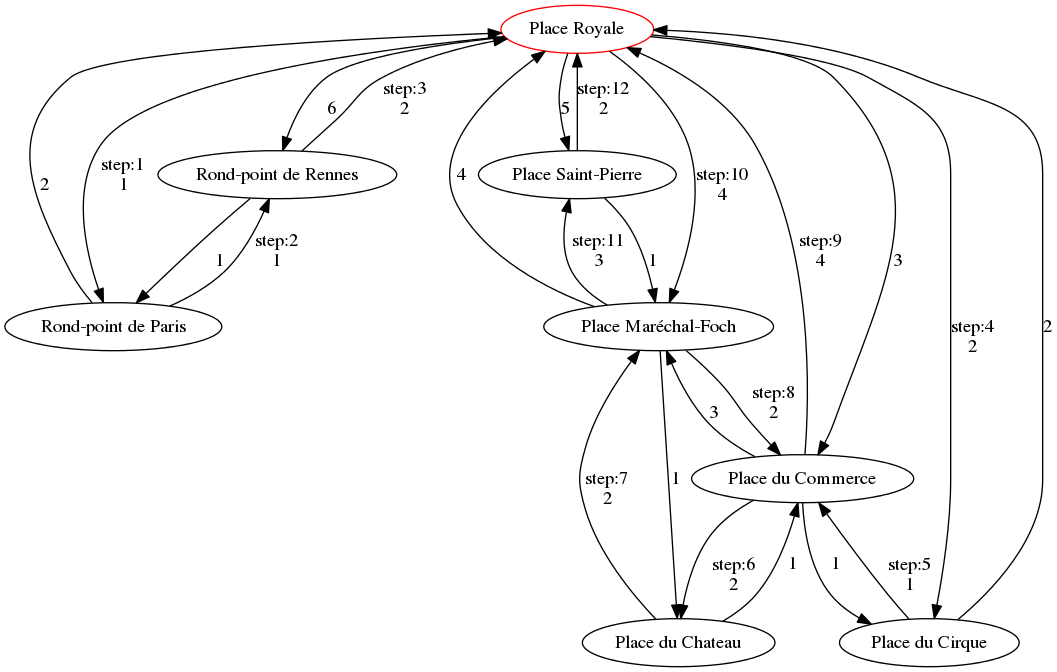 Place Royale
step:3
2
step:12
2
6
5
step:1
1
Rond-point de Rennes
Place Saint-Pierre
step:10
4
2
4
step:2
1
1
step:11
3
1
step:9
4
3
Rond-point de Paris
Place Maréchal-Foch
step:4
2
2
step:8
2
3
step:7
2
1
Place du Commerce
step:6
2
1
1
step:5
1
Place du Chateau
Place du Cirque